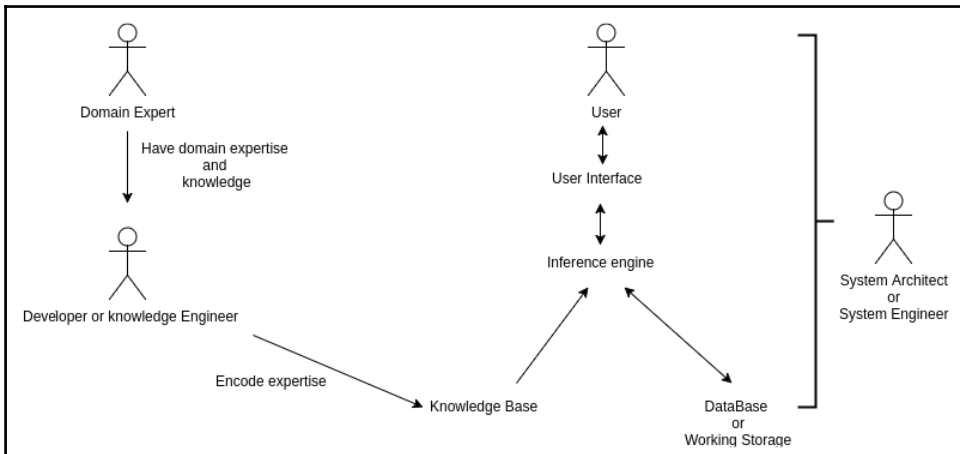 Domain Expert
User
Have domain expertise
and
knowledge
User Interface
Inference engine
System Architect
or
System Engineer
Developer or knowledge Engineer
Encode expertise
Knowledge Base
DataBase
or
Working Storage